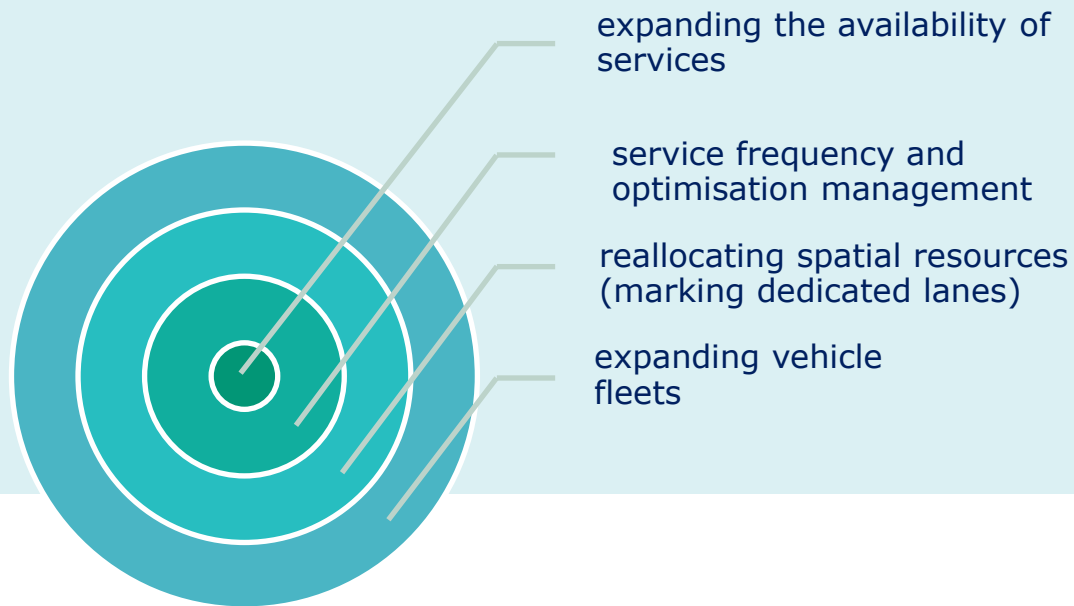 expanding the availability of
services
service frequency and
optimisation management
reallocating spatial resources
(marking dedicated lanes)
expanding vehicle
fleets